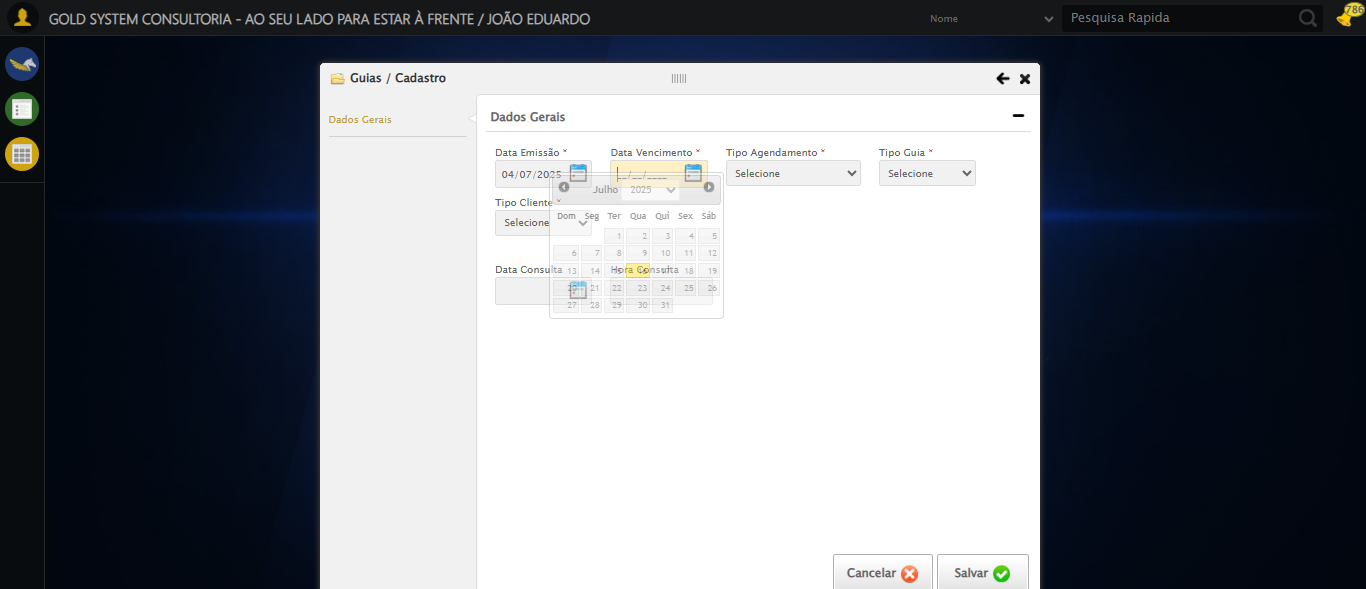 GOLD SYSTEM CONSULTORIA - AO SEU LADO PARA ESTAR À FRENTE / JOÃO EDUARDO
Nome
Pesquisa Rapida
786
Guias / Cadastro
Dados Gerais
Dados Gerais
Data Emissão * Data Vencimento * Tipo Agendamento * Tipo Guia *
04/07/2025 __/__/____ Selecione Selecione
Julho 2025
Tipo Cliente *
Selecione
Dom Seg Ter Qua Qui Sex Sáb
1 2 3 4 5
6 7 8 9 10 11 12
Data Consulta Hora Consulta
13 14 15 16 17 18 19
20 21 22 23 24 25 26
27 28 29 30 31
Cancelar Salvar